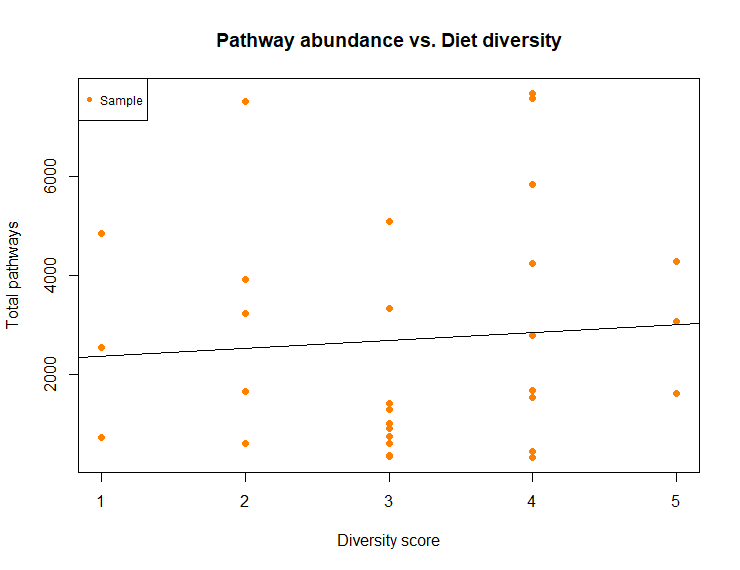 Pathway abundance vs. Diet diversity
Sample
6000
4000
2000
Total pathways
1 2 3 4 5
Diversity score